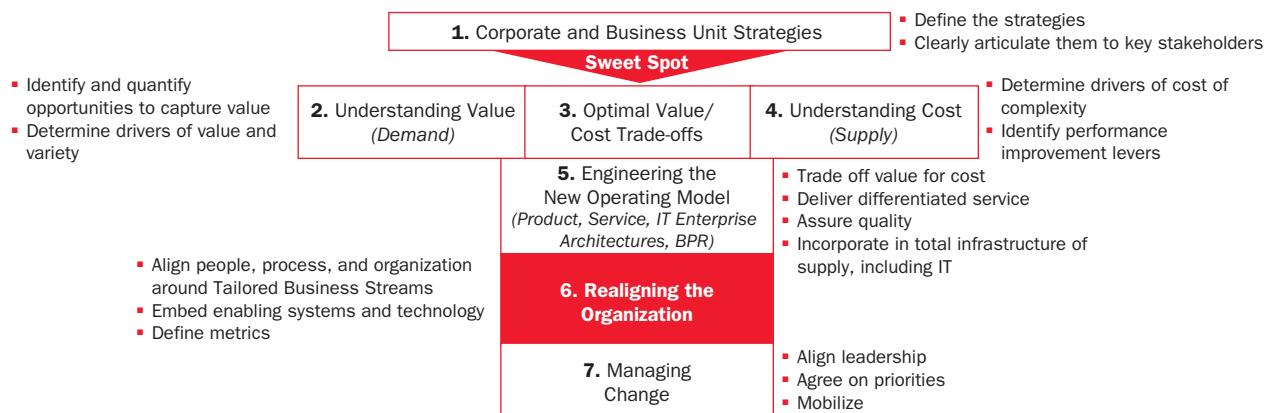 1. Corporate and Business Unit Strategies
▪ Define the strategies
▪ Clearly articulate them to key stakeholders
Sweet Spot
▪ Identify and quantify
opportunities to capture value
▪ Determine drivers of value and
variety
2. Understanding Value
(Demand)
3. Optimal Value/
Cost Trade-offs
4. Understanding Cost
(Supply)
▪ Determine drivers of cost of
complexity
▪ Identify performance
improvement levers
5. Engineering the
New Operating Model
(Product, Service, IT Enterprise
Architectures, BPR)
▪ Trade off value for cost
▪ Deliver differentiated service
▪ Assure quality
▪ Incorporate in total infrastructure of
supply, including IT
▪ Align people, process, and organization
around Tailored Business Streams
▪ Embed enabling systems and technology
▪ Define metrics
6. Realigning the
Organization
7. Managing
Change
▪ Align leadership
▪ Agree on priorities
▪ Mobilize